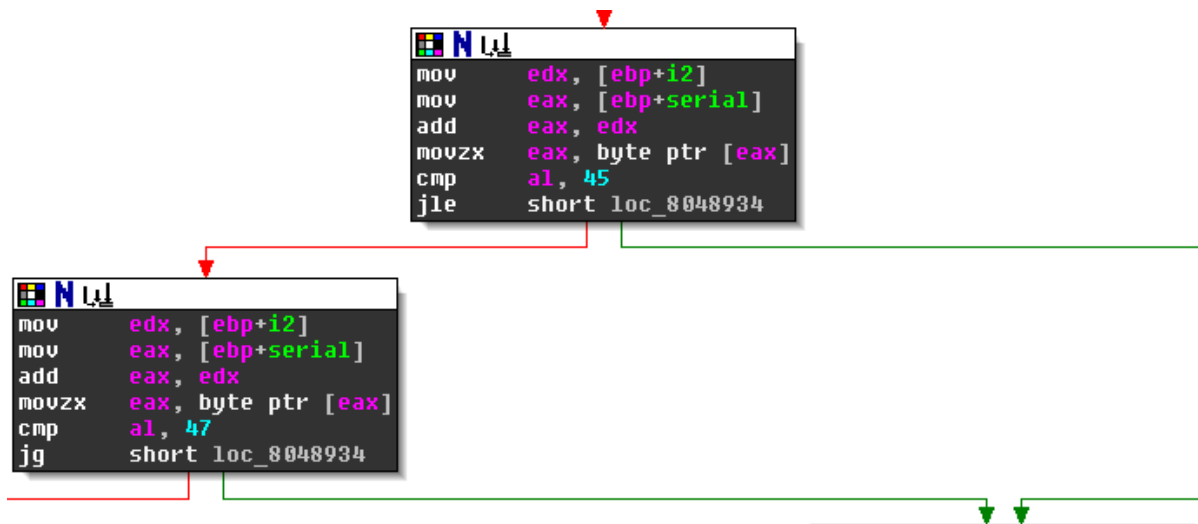 N
mov edx, [ebp+i2]
mov eax, [ebp+serial]
add eax, edx
movzx eax, byte ptr [eax]
cmp al, 45
jle short loc_8048934
N
mov edx, [ebp+i2]
mov eax, [ebp+serial]
add eax, edx
movzx eax, byte ptr [eax]
cmp al, 47
jg short loc_8048934